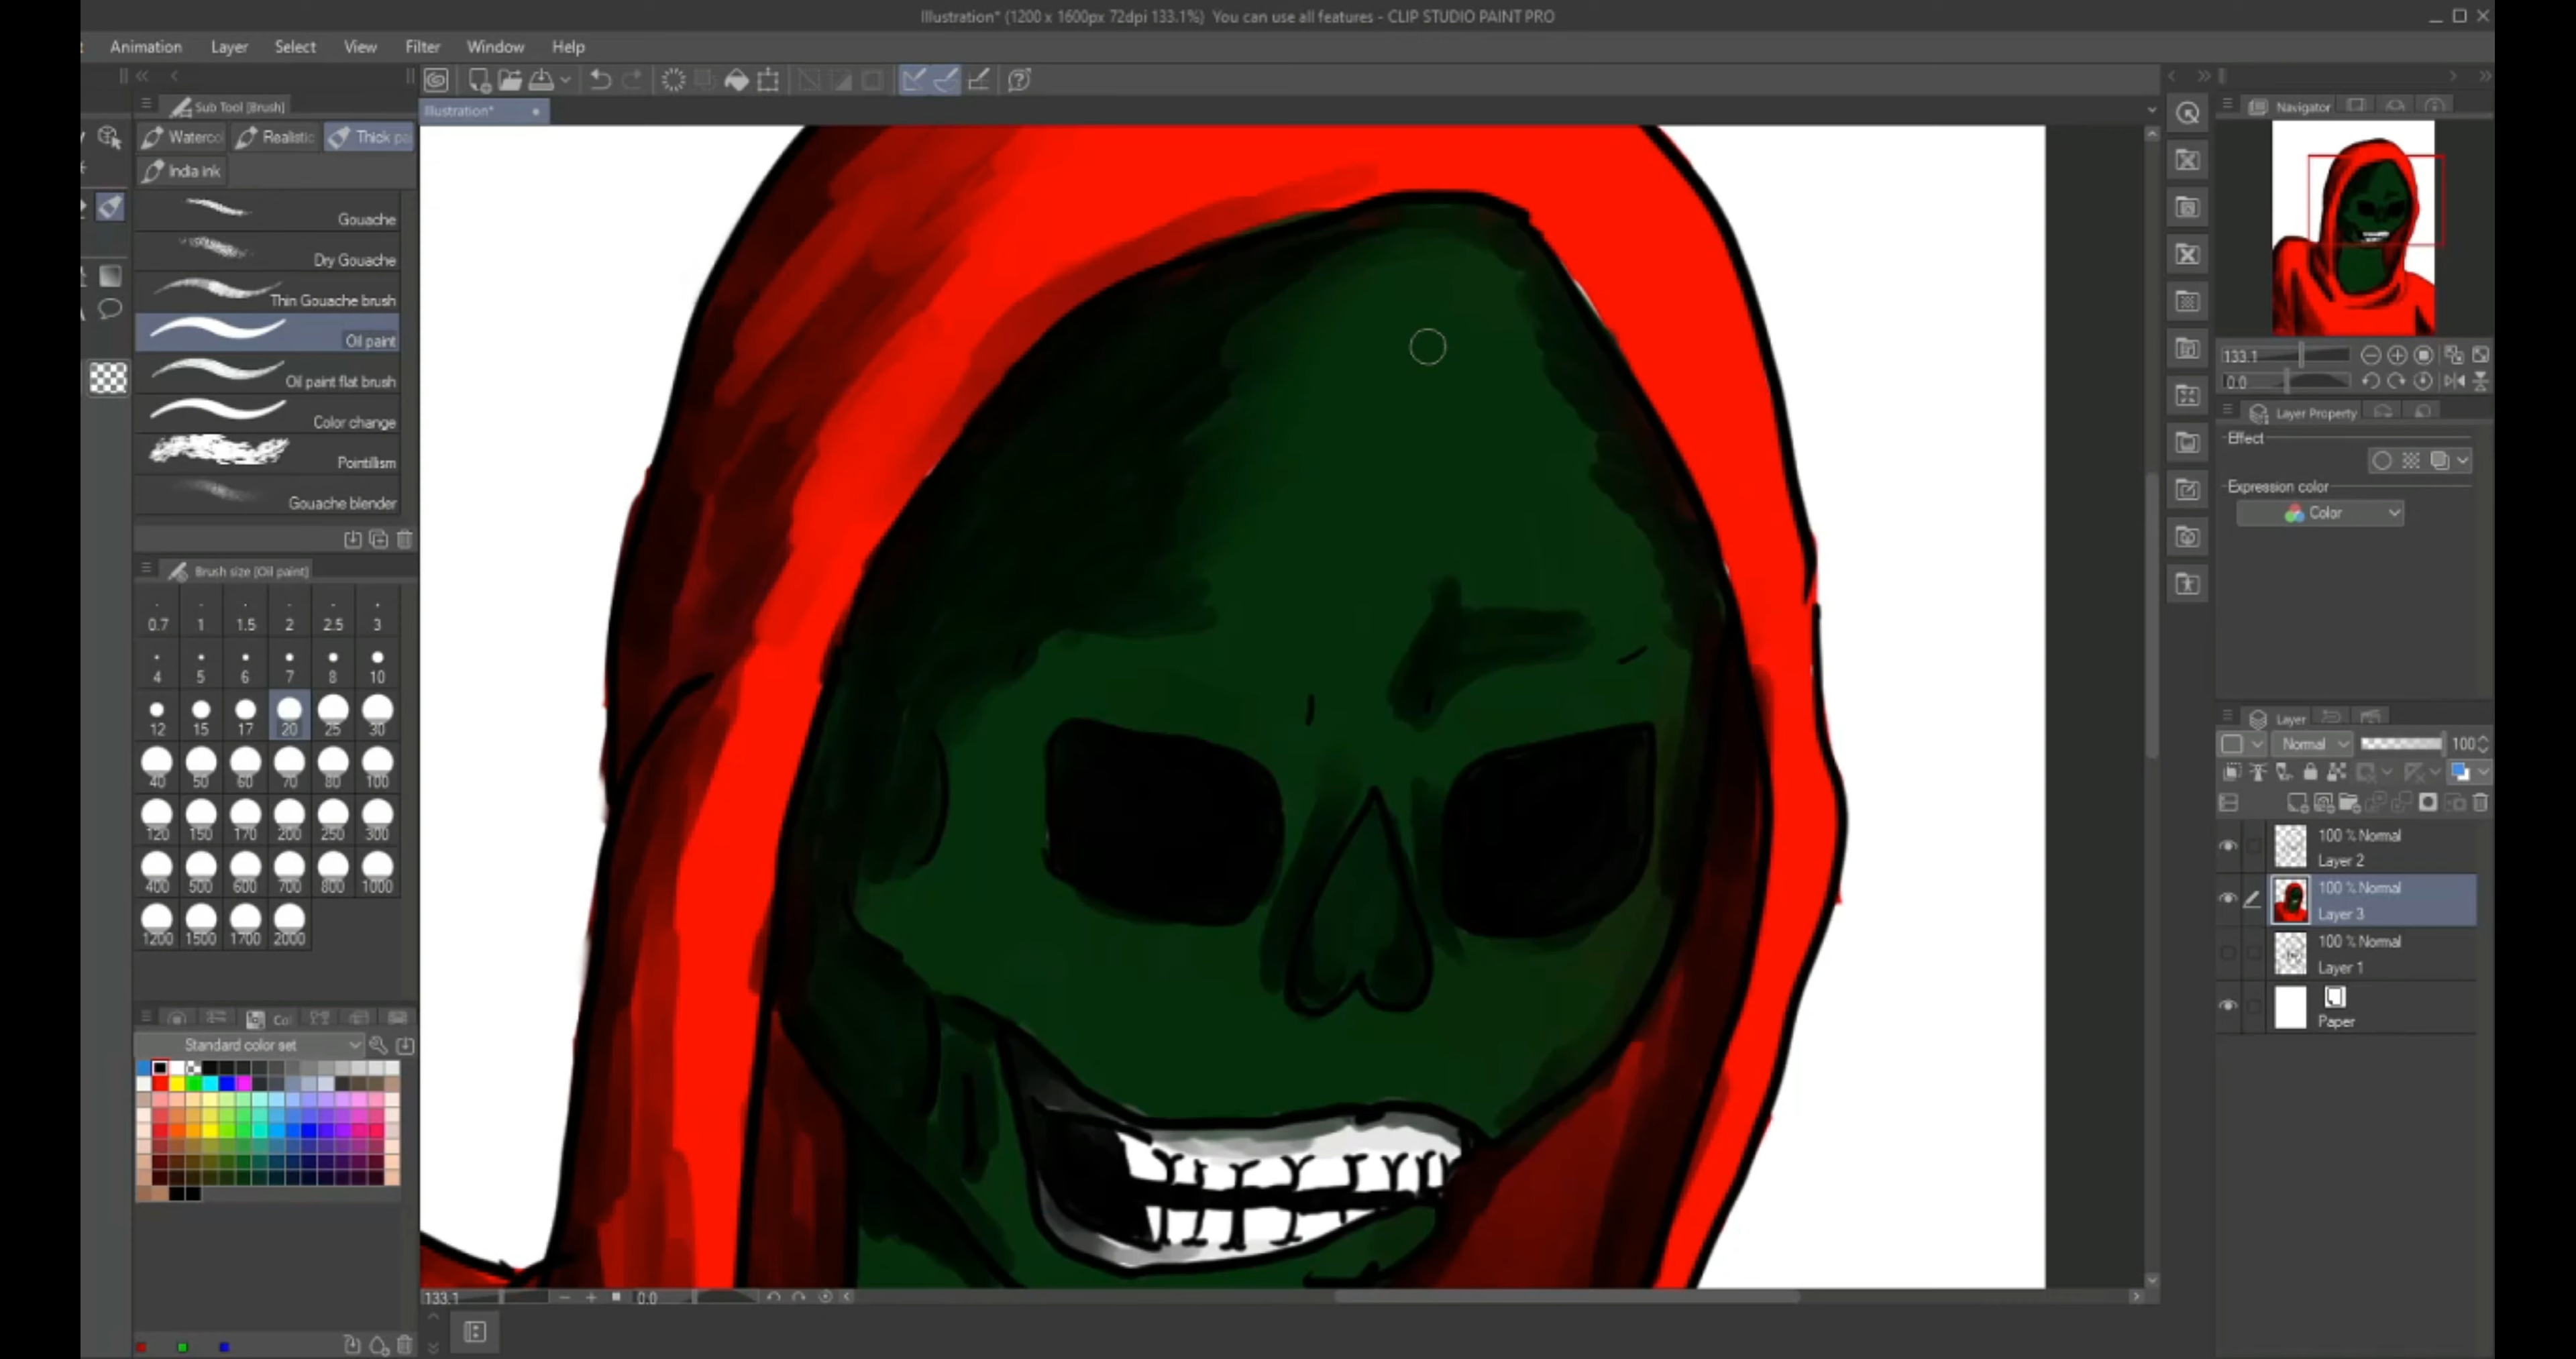 Illustration* (1200 x 1600px 72dpi 133.1%) You can use all features - CLIP STUDIO PAINT PRO
Animation Layer Select View Filter Window Help
Sub Tool [Brush]
Illustration*
Waterco Realistic Thick pa
India ink
Gouache
Dry Gouache
Thin Gouache brush
Oil paint
Oil paint flat brush
Color change
Pointillism
Gouache blender
Brush size [Oil paint]
0.7 1 1.5 2 2.5 3
4 5 6 7 8 10
12 15 17 20 25 30
40 50 60 70 80 100
120 150 170 200 250 300
400 500 600 700 800 1000
1200 1500 1700 2000
Col
Standard color set
133.1 0.0
Navigator
133.1
0.0
Layer Property
Effect
Expression color
Color
Layer
Normal 100
100 % Normal
Layer 2
100 % Normal
Layer 3
100 % Normal
Layer 1
Paper